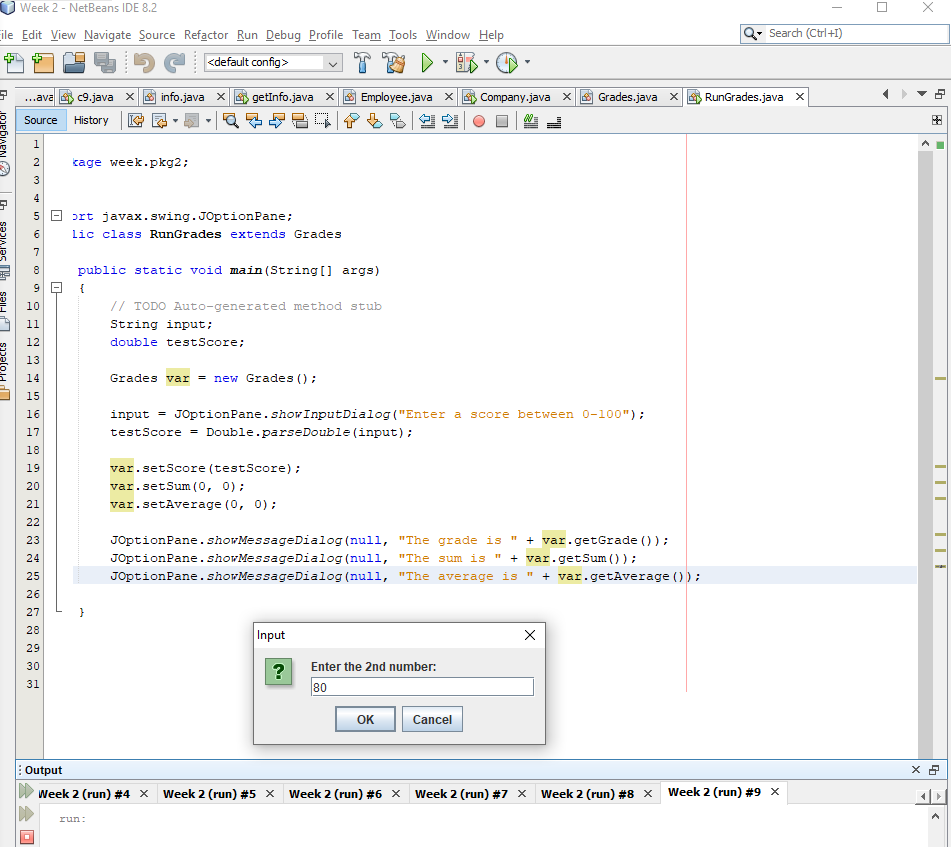 Week 2 - NetBeans IDE 8.2
ile Edit View Navigate Source Refactor Run Debug Profile Team Tools Window Help
Search (Ctrl+I)
<default config>
...ava c9.java info.java getInfo.java Employee.java Company.java Grades.java RunGrades.java
Source History
Navigator
Services
Files
Projects
1
2 kage week.pkg2;
3
4
5 ort javax.swing.JOptionPane;
6 lic class RunGrades extends Grades
7
8 public static void main(String[] args)
9 {
10 // TODO Auto-generated method stub
11 String input;
12 double testScore;
13
14 Grades var = new Grades();
15
16 input = JOptionPane.showInputDialog("Enter a score between 0-100");
17 testScore = Double.parseDouble(input);
18
19 var.setScore(testScore);
20 var.setSum(0, 0);
21 var.setAverage(0, 0);
22
23 JOptionPane.showMessageDialog(null, "The grade is " + var.getGrade());
24 JOptionPane.showMessageDialog(null, "The sum is " + var.getSum());
25 JOptionPane.showMessageDialog(null, "The average is " + var.getAverage());
26
27 }
28
29
30
31
Input
Enter the 2nd number:
80
OK Cancel
Output
Week 2 (run) #4 Week 2 (run) #5 Week 2 (run) #6 Week 2 (run) #7 Week 2 (run) #8 Week 2 (run) #9
run: